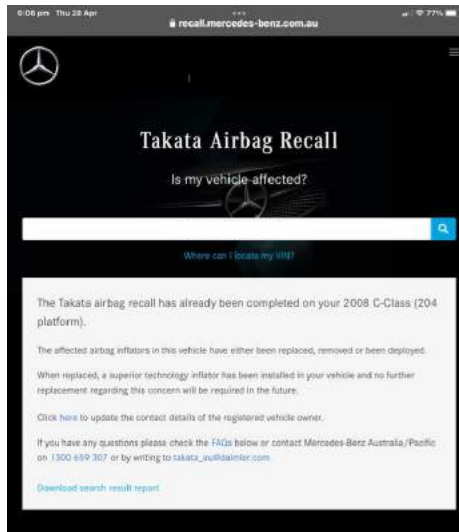 6:06 pm Thu 28 Apr
77%
recall.mercedes-benz.com.au
Takata Airbag Recall
Is my vehicle affected?
Where can I locate my VIN?
The Takata airbag recall has already been completed on your 2008 C-Class (204
platform).
The affected airbag inflators in this vehicle have either been replaced, removed or been deployed.
When replaced, a superior technology inflator has been installed in your vehicle and no further
replacement regarding this concern will be required in the future.
Click here to update the contact details of the registered vehicle owner.
If you have any questions please check the FAQs below or contact Mercedes-Benz Australia/Pacific
on 1300 659 307 or by writing to takata_au@daimler.com
Download search result report